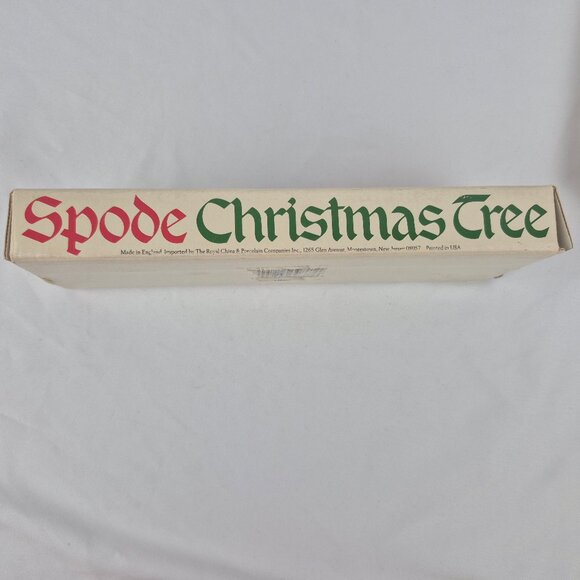 Spode Christmas Tree
Made in England Imported by The Royal China & Porcelain Companies Inc., 1265 Glen Avenue, Moorestown, New Jersey 08057 Printed in USA